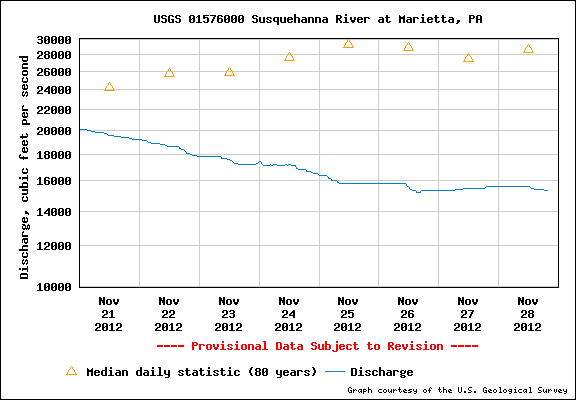 USGS 01576000 Susquehanna River at Marietta, PA
Discharge, cubic feet per second
30000
28000
26000
24000
22000
20000
18000
16000
14000
12000
10000
Nov 21 2012
Nov 22 2012
Nov 23 2012
Nov 24 2012
Nov 25 2012
Nov 26 2012
Nov 27 2012
Nov 28 2012
---- Provisional Data Subject to Revision ----
Median daily statistic (80 years) Discharge
Graph courtesy of the U.S. Geological Survey